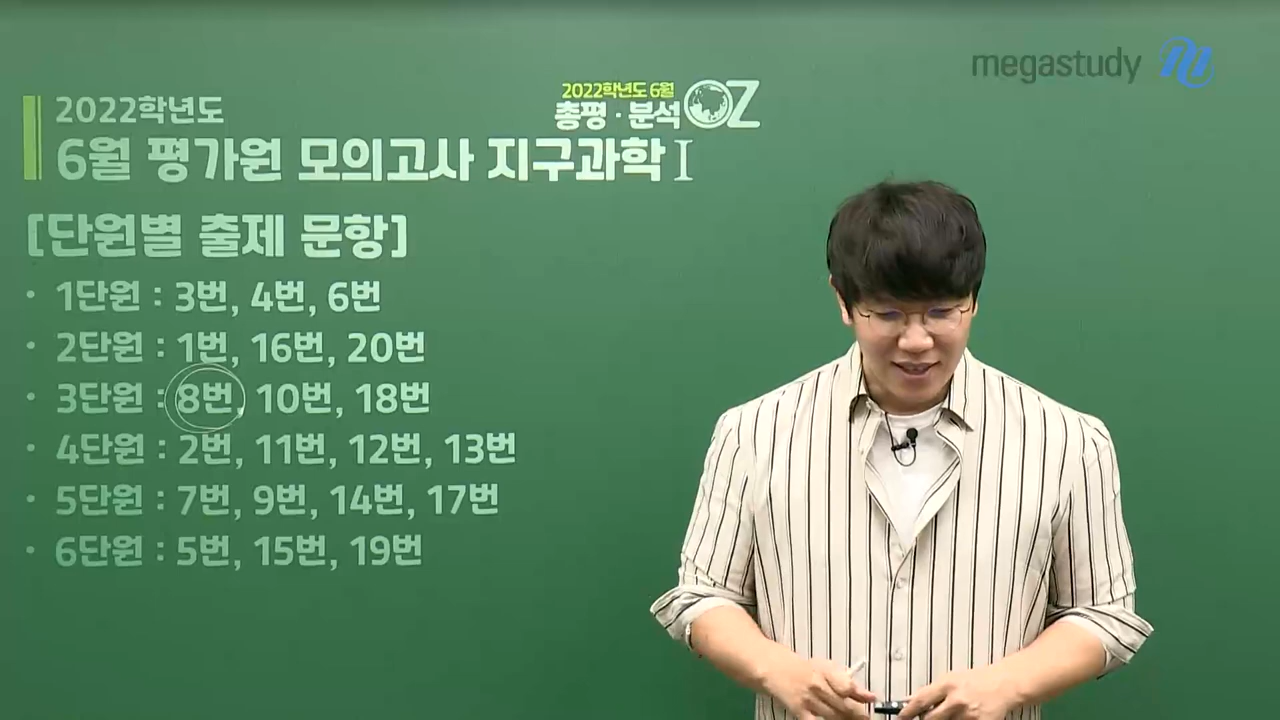 megastudy
2022학년도 6월
총평·분석 OZ
2022학년도
6월 평가원 모의고사 지구과학 I
[단원별 출제 문항]
• 1단원 : 3번, 4번, 6번
• 2단원 : 1번, 16번, 20번
• 3단원 : 8번, 10번, 18번
• 4단원 : 2번, 11번, 12번, 13번
• 5단원 : 7번, 9번, 14번, 17번
• 6단원 : 5번, 15번, 19번